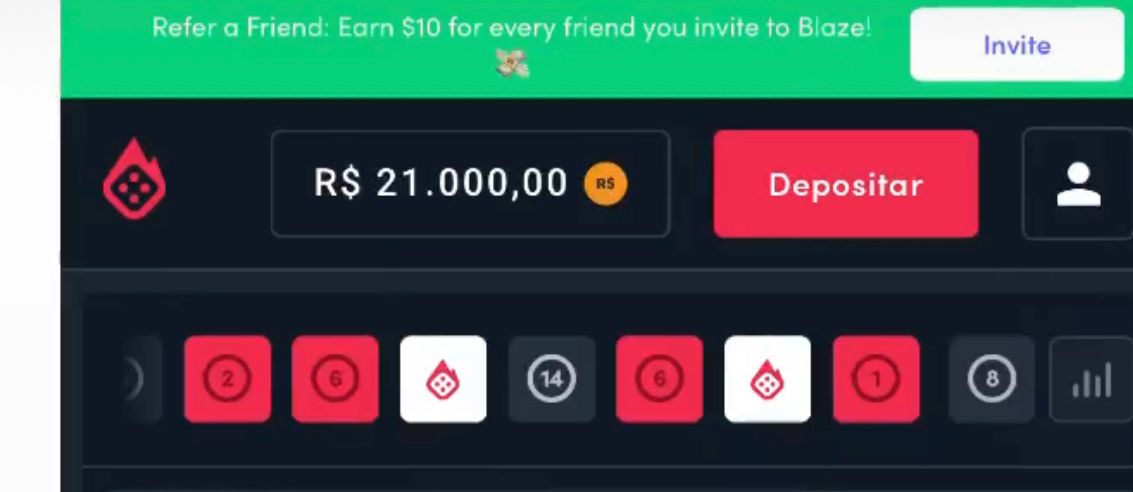 Refer a Friend: Earn $10 for every friend you invite to Blaze!
Invite
R$ 21.000,00 R$
Depositar
2 6 14 6 1 8